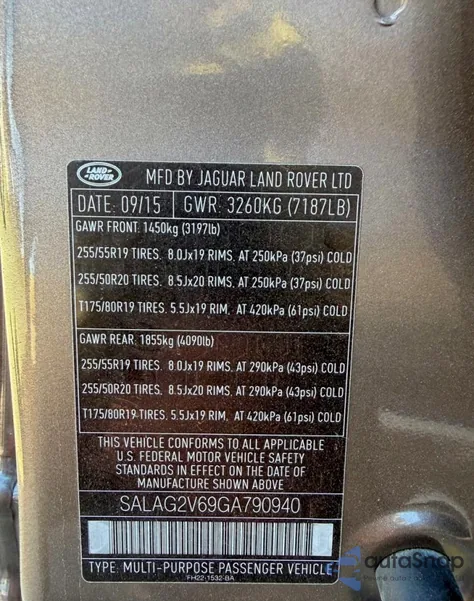 LAND ROVER
MFD BY JAGUAR LAND ROVER LTD
DATE: 09/15 GWR: 3260KG (7187LB)
GAWR FRONT: 1450kg (3197lb)
255/55R19 TIRES. 8.0Jx19 RIMS, AT 250kPa (37psi) COLD
255/50R20 TIRES. 8.5Jx20 RIMS, AT 250kPa (37psi) COLD
T175/80R19 TIRES. 5.5Jx19 RIM, AT 420kPa (61psi) COLD
GAWR REAR: 1855kg (4090lb)
255/55R19 TIRES. 8.0Jx19 RIMS, AT 290kPa (43psi) COLD
255/50R20 TIRES. 8.5Jx20 RIMS, AT 290kPa (43psi) COLD
T175/80R19 TIRES. 5.5Jx19 RIM, AT 420kPa (61psi) COLD
THIS VEHICLE CONFORMS TO ALL APPLICABLE
U.S. FEDERAL MOTOR VEHICLE SAFETY
STANDARDS IN EFFECT ON THE DATE OF
MANUFACTURE SHOWN ABOVE
SALAG2V69GA790940
TYPE: MULTI-PURPOSE PASSENGER VEHICLE
FH22-1532-BA
autoSnap